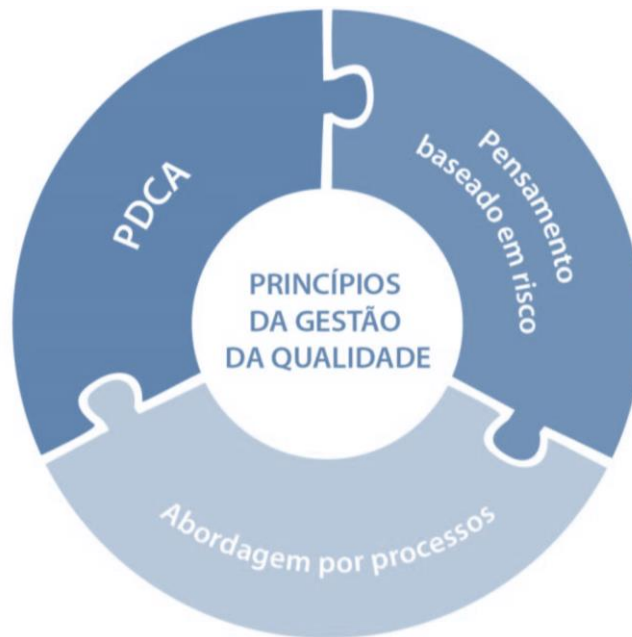 PDCA
Pensamento
baseado em risco
PRINCÍPIOS
DA GESTÃO
DA QUALIDADE
Abordagem por processos